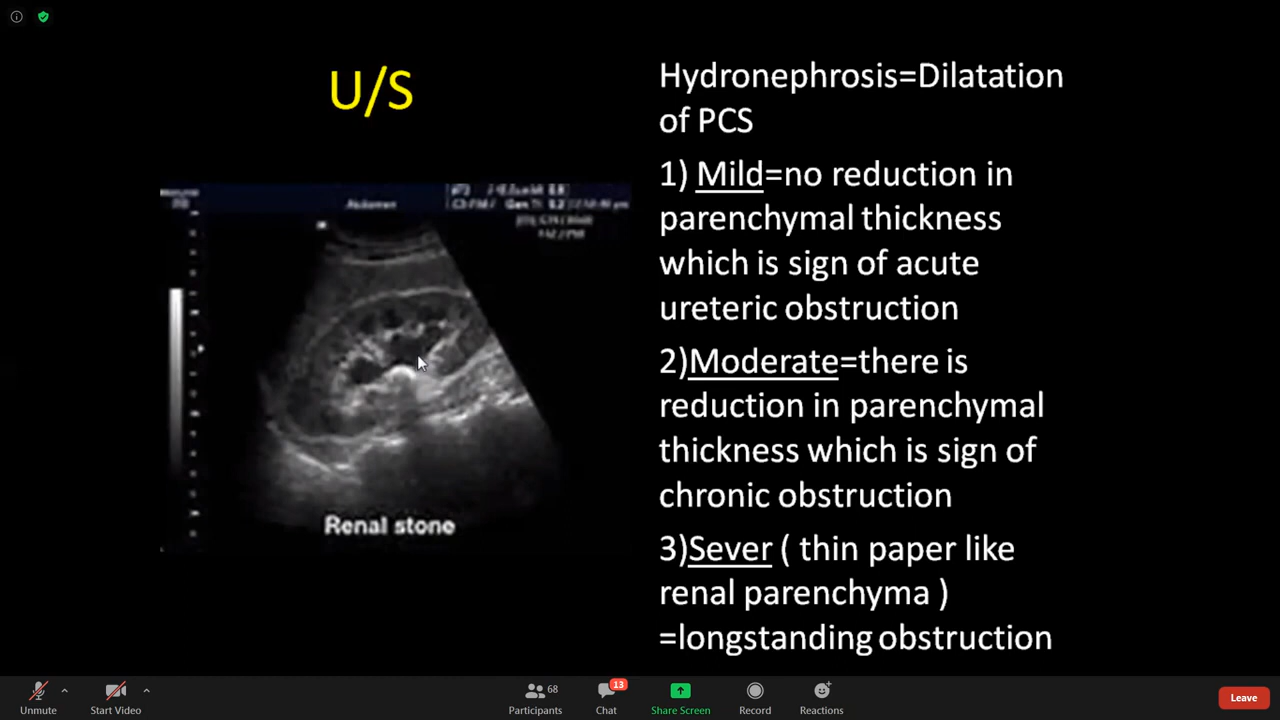 U/S
Abdomen
Renal stone
Hydronephrosis=Dilatation
of PCS
1) Mild=no reduction in
parenchymal thickness
which is sign of acute
ureteric obstruction
2)Moderate=there is
reduction in parenchymal
thickness which is sign of
chronic obstruction
3)Sever ( thin paper like
renal parenchyma )
=longstanding obstruction
Unmute
Start Video
68
Participants
13
Chat
Share Screen
Record
Reactions
Leave